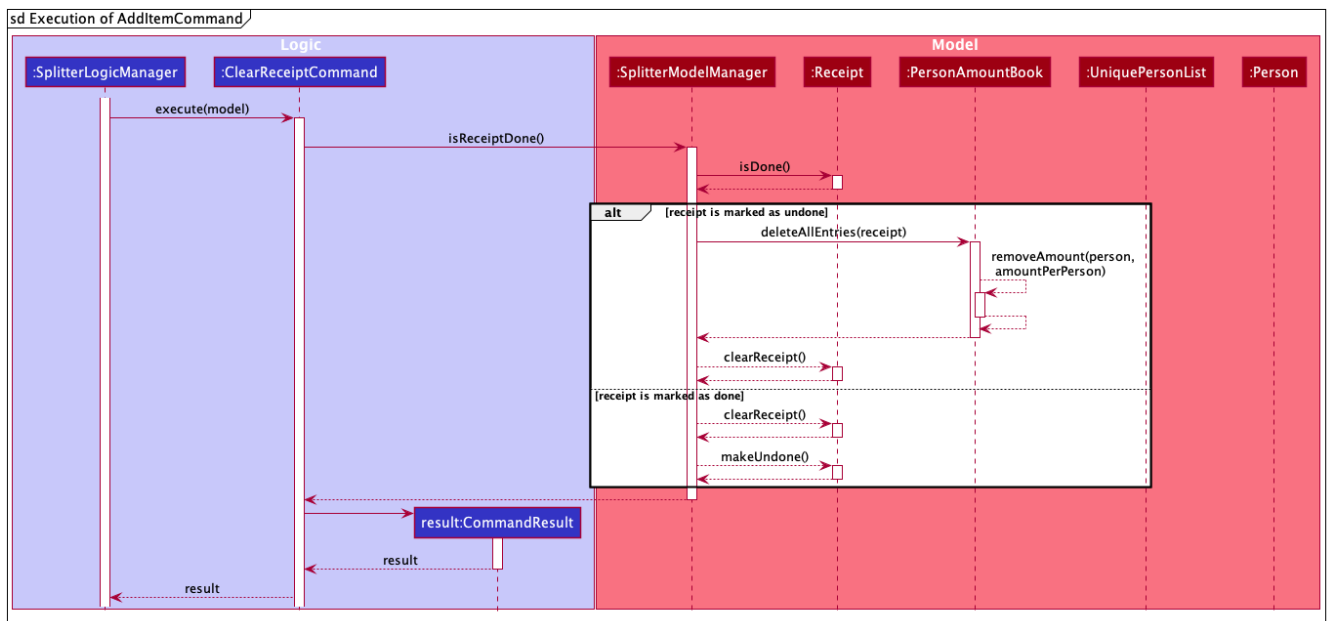 sd Execution of AddItemCommand
Logic
Model
:SplitterLogicManager
:ClearReceiptCommand
:SplitterModelManager
:Receipt
:PersonAmountBook
:UniquePersonList
:Person
execute(model)
isReceiptDone()
isDone()
alt
[receipt is marked as undone]
deleteAllEntries(receipt)
removeAmount(person,
amountPerPerson)
clearReceipt()
[receipt is marked as done]
clearReceipt()
makeUndone()
result:CommandResult
result
result